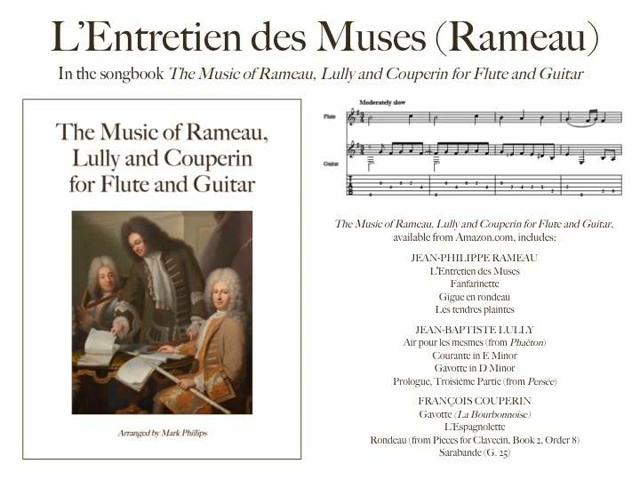 L'Entretien des Muses (Rameau)
In the songbook The Music of Rameau, Lully and Couperin for Flute and Guitar
The Music of Rameau,
Lully and Couperin
for Flute and Guitar
Arranged by Mark Phillips
Moderately slow
Flute
Guitar
The Music of Rameau, Lully and Couperin for Flute and Guitar,
available from Amazon.com, includes:
JEAN-PHILIPPE RAMEAU
L'Entretien des Muses
Fanfarinette
Gigue en rondeau
Les tendres plaintes
JEAN-BAPTISTE LULLY
Air pour les mesmes (from Phaëton)
Courante in E Minor
Gavotte in D Minor
Prologue, Troisième Partie (from Persée)
FRANÇOIS COUPERIN
Gavotte (La Bourbonnoise)
L'Espagnolette
Rondeau (from Pieces for Clavecin, Book 2, Order 8)
Sarabande (G. 25)